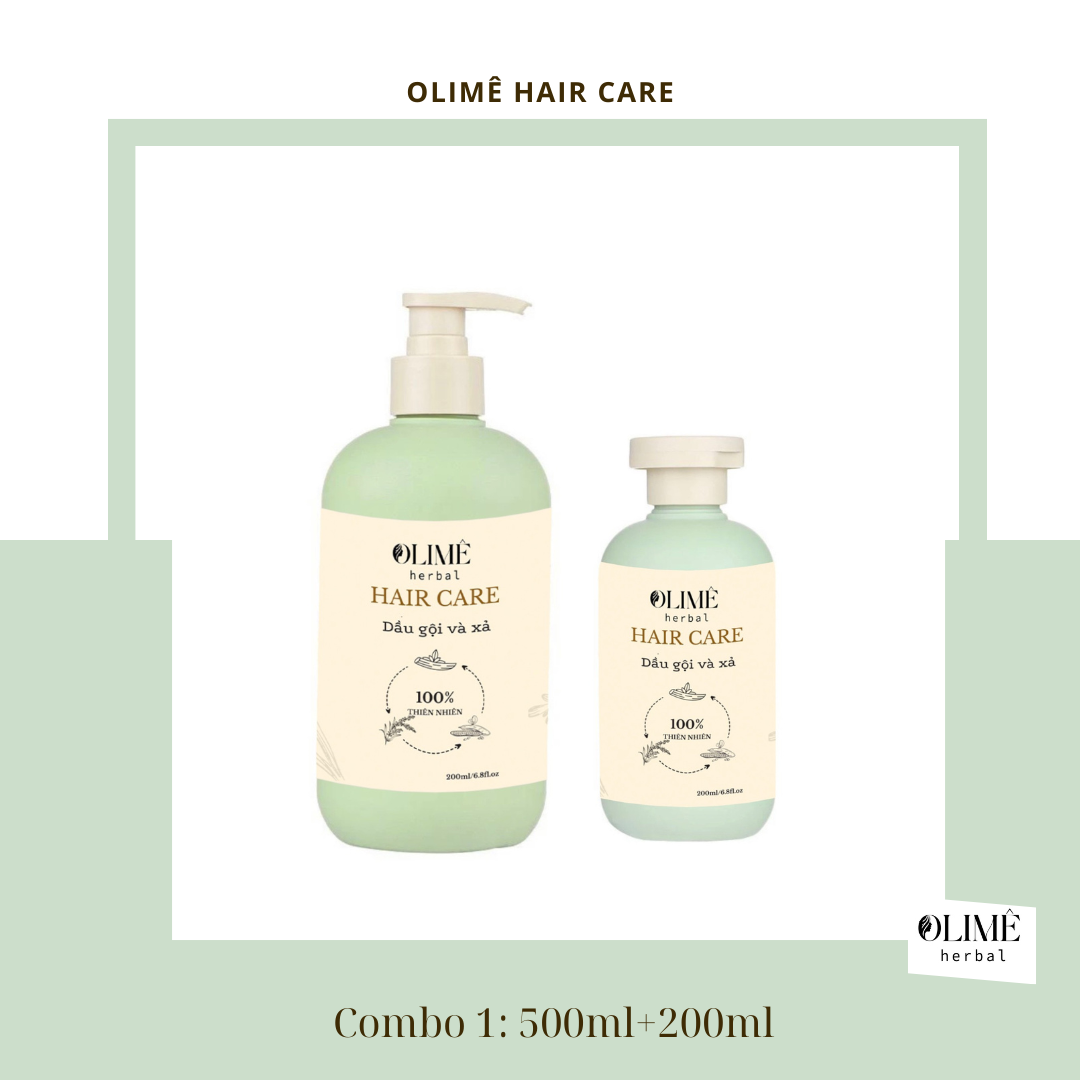 OLIMÊ HAIR CARE
OLIMÊ
herbal
HAIR CARE
Dầu gội và xả
100%
THIÊN NHIÊN
200ml/6.8fl.oz
OLIMÊ
herbal
HAIR CARE
Dầu gội và xả
100%
THIÊN NHIÊN
200ml/6.8fl.oz
OLIMÊ
herbal
Combo 1: 500ml+200ml